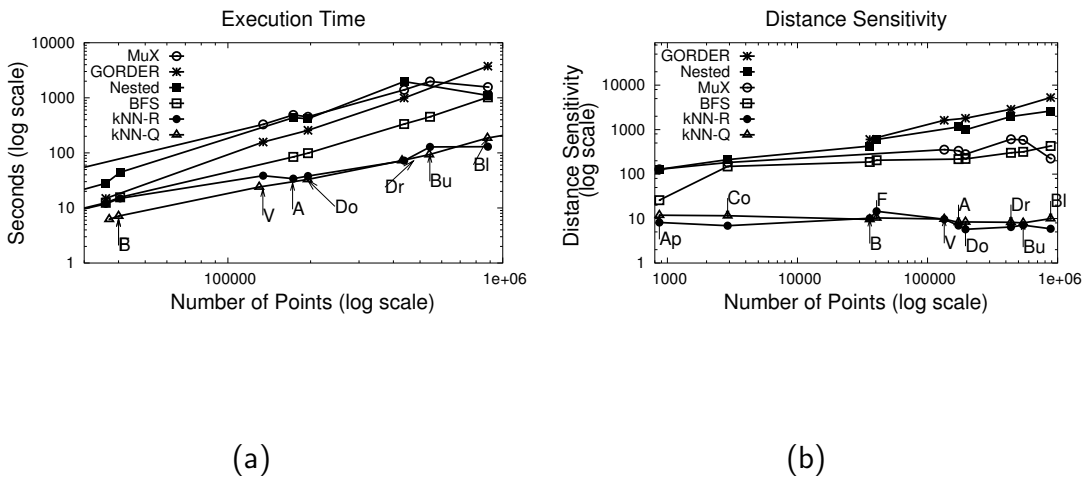 Execution Time
Seconds (log scale)
10000
1000
100
10
1
MuX
GORDER
Nested
BFS
kNN-R
kNN-Q
B
V
A
Do
Dr
Bu
Bl
100000
1e+06
Number of Points (log scale)
(a)
Distance Sensitivity
Distance Sensitivity
(log scale)
10000
1000
100
10
1
GORDER
Nested
MuX
BFS
kNN-R
kNN-Q
Ap
Co
B
F
V
A
Do
Dr
Bu
Bl
1000
10000
100000
1e+06
Number of Points (log scale)
(b)